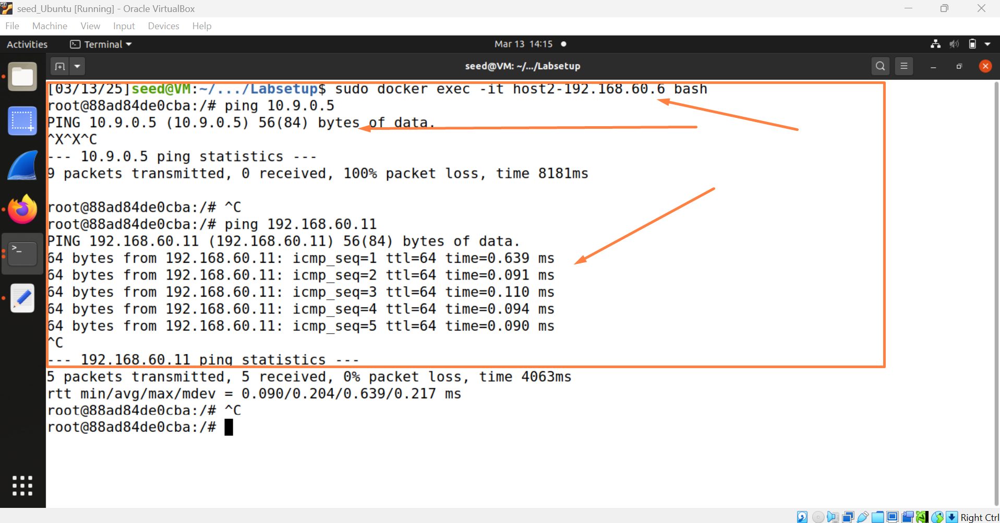 seed_Ubuntu [Running] - Oracle VirtualBox
File Machine View Input Devices Help
Activities Terminal Mar 13 14:15
seed@VM: ~/.../Labsetup
[03/13/25]seed@VM:~/.../Labsetup$ sudo docker exec -it host2-192.168.60.6 bash
root@88ad84de0cba:/# ping 10.9.0.5
PING 10.9.0.5 (10.9.0.5) 56(84) bytes of data.
^X^X^C
--- 10.9.0.5 ping statistics ---
9 packets transmitted, 0 received, 100% packet loss, time 8181ms
root@88ad84de0cba:/# ^C
root@88ad84de0cba:/# ping 192.168.60.11
PING 192.168.60.11 (192.168.60.11) 56(84) bytes of data.
64 bytes from 192.168.60.11: icmp_seq=1 ttl=64 time=0.639 ms
64 bytes from 192.168.60.11: icmp_seq=2 ttl=64 time=0.091 ms
64 bytes from 192.168.60.11: icmp_seq=3 ttl=64 time=0.110 ms
64 bytes from 192.168.60.11: icmp_seq=4 ttl=64 time=0.094 ms
64 bytes from 192.168.60.11: icmp_seq=5 ttl=64 time=0.090 ms
^C
--- 192.168.60.11 ping statistics ---
5 packets transmitted, 5 received, 0% packet loss, time 4063ms
rtt min/avg/max/mdev = 0.090/0.204/0.639/0.217 ms
root@88ad84de0cba:/# ^C
root@88ad84de0cba:/#
Right Ctrl